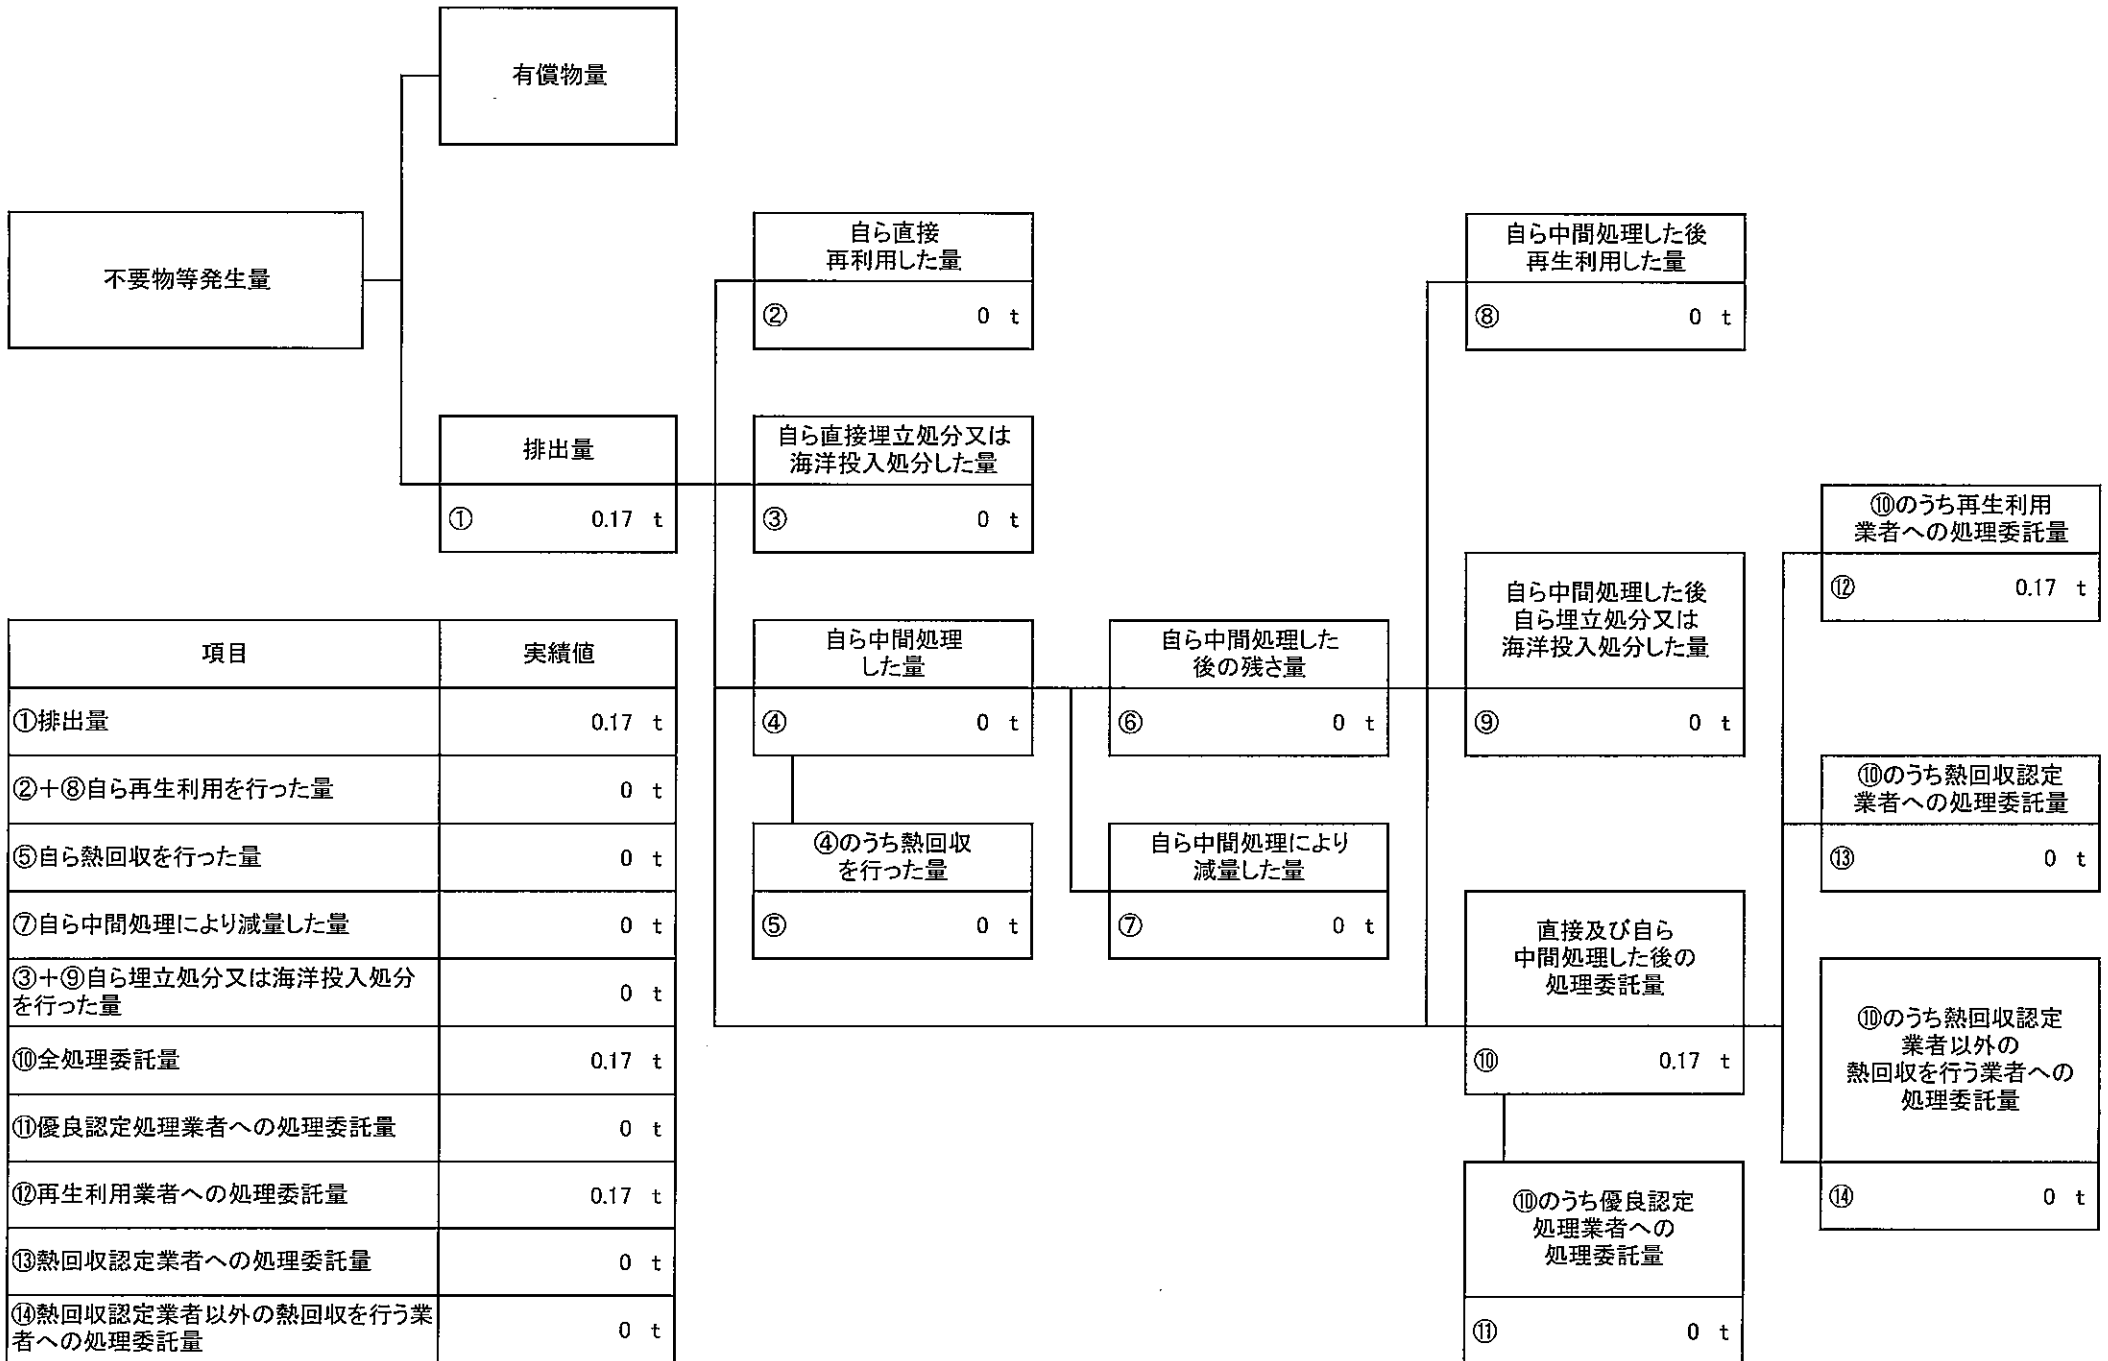 有償物量
不要物等発生量
排出量
① 0.17 t
自ら直接
再利用した量
② 0 t
自ら直接埋立処分又は
海洋投入処分した量
③ 0 t
自ら中間処理
した量
④ 0 t
④のうち熱回収
を行った量
⑤ 0 t
自ら中間処理した
後の残さ量
⑥ 0 t
自ら中間処理により
減量した量
⑦ 0 t
自ら中間処理した後
再生利用した量
⑧ 0 t
自ら中間処理した後
自ら埋立処分又は
海洋投入処分した量
⑨ 0 t
直接及び自ら
中間処理した後の
処理委託量
⑩ 0.17 t
⑩のうち優良認定
処理業者への
処理委託量
⑪ 0 t
⑩のうち再生利用
業者への処理委託量
⑫ 0.17 t
⑩のうち熱回収認定
業者への処理委託量
⑬ 0 t
⑩のうち熱回収認定
業者以外の
熱回収を行う業者への
処理委託量
⑭ 0 t
項目 実績値
①排出量 0.17 t
②+⑧自ら再生利用を行った量 0 t
⑤自ら熱回収を行った量 0 t
⑦自ら中間処理により減量した量 0 t
③+⑨自ら埋立処分又は海洋投入処分
を行った量 0 t
⑩全処理委託量 0.17 t
⑪優良認定処理業者への処理委託量 0 t
⑫再生利用業者への処理委託量 0.17 t
⑬熱回収認定業者への処理委託量 0 t
⑭熱回収認定業者以外の熱回収を行う業
者への処理委託量 0 t